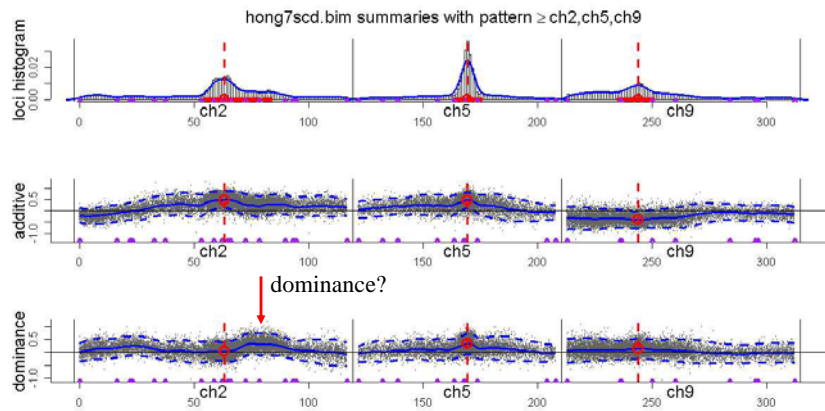 hong7scd.bim summaries with pattern ≥ ch2,ch5,ch9
loci histogram
0.00 0.02
0 50 100 150 200 250 300
ch2 ch5 ch9
additive
-1.0 0.5
0 50 100 150 200 250 300
ch2 ch5 ch9
dominance?
dominance
-1.0 0.5
0 50 100 150 200 250 300
ch2 ch5 ch9